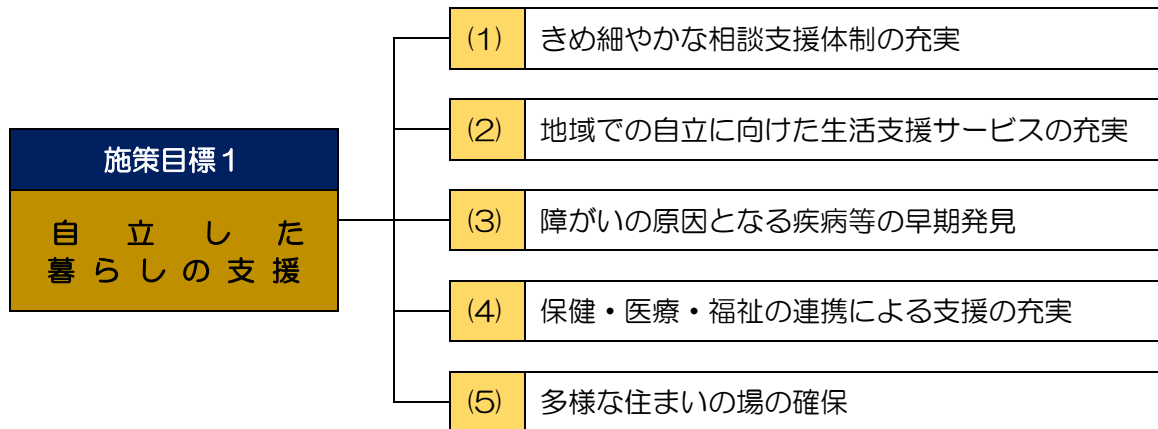 施策目標1
自立した
暮らしの支援
(1) きめ細やかな相談支援体制の充実
(2) 地域での自立に向けた生活支援サービスの充実
(3) 障がいの原因となる疾病等の早期発見
(4) 保健・医療・福祉の連携による支援の充実
(5) 多様な住まいの場の確保